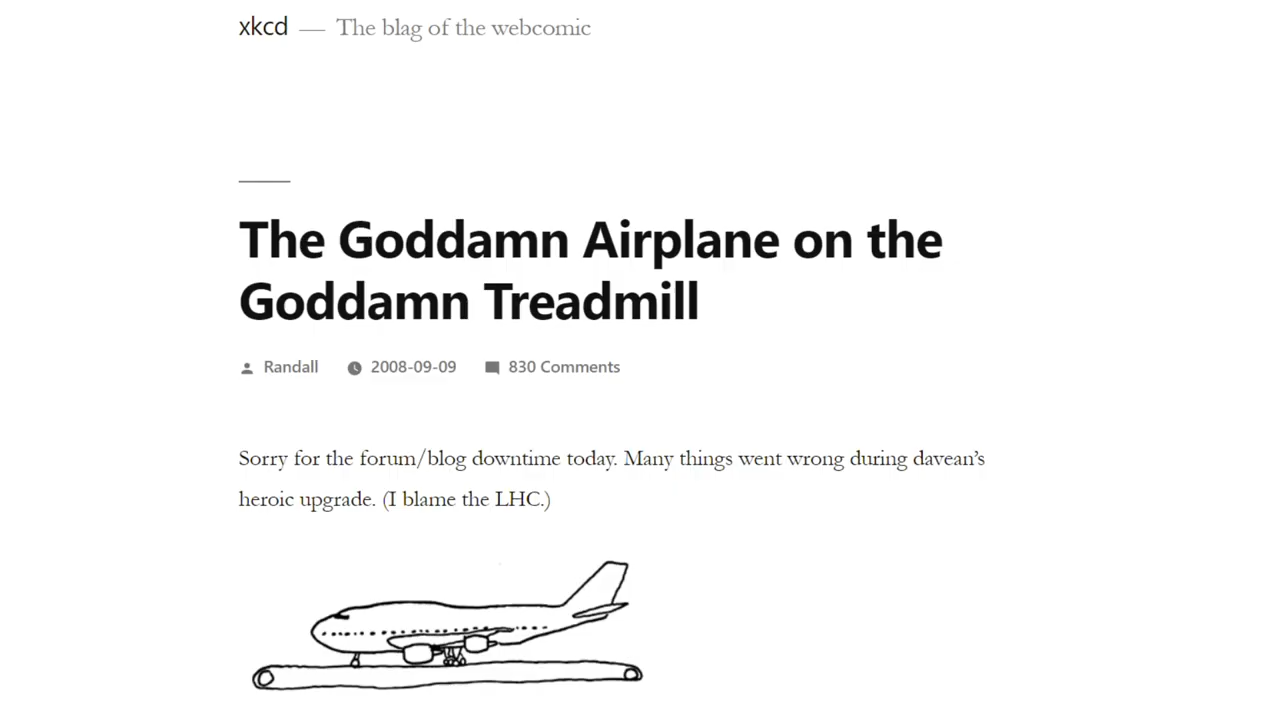 xkcd — The blag of the webcomic
The Goddamn Airplane on the
Goddamn Treadmill
Randall 2008-09-09 830 Comments
Sorry for the forum/blog downtime today. Many things went wrong during davean’s
heroic upgrade. (I blame the LHC.)